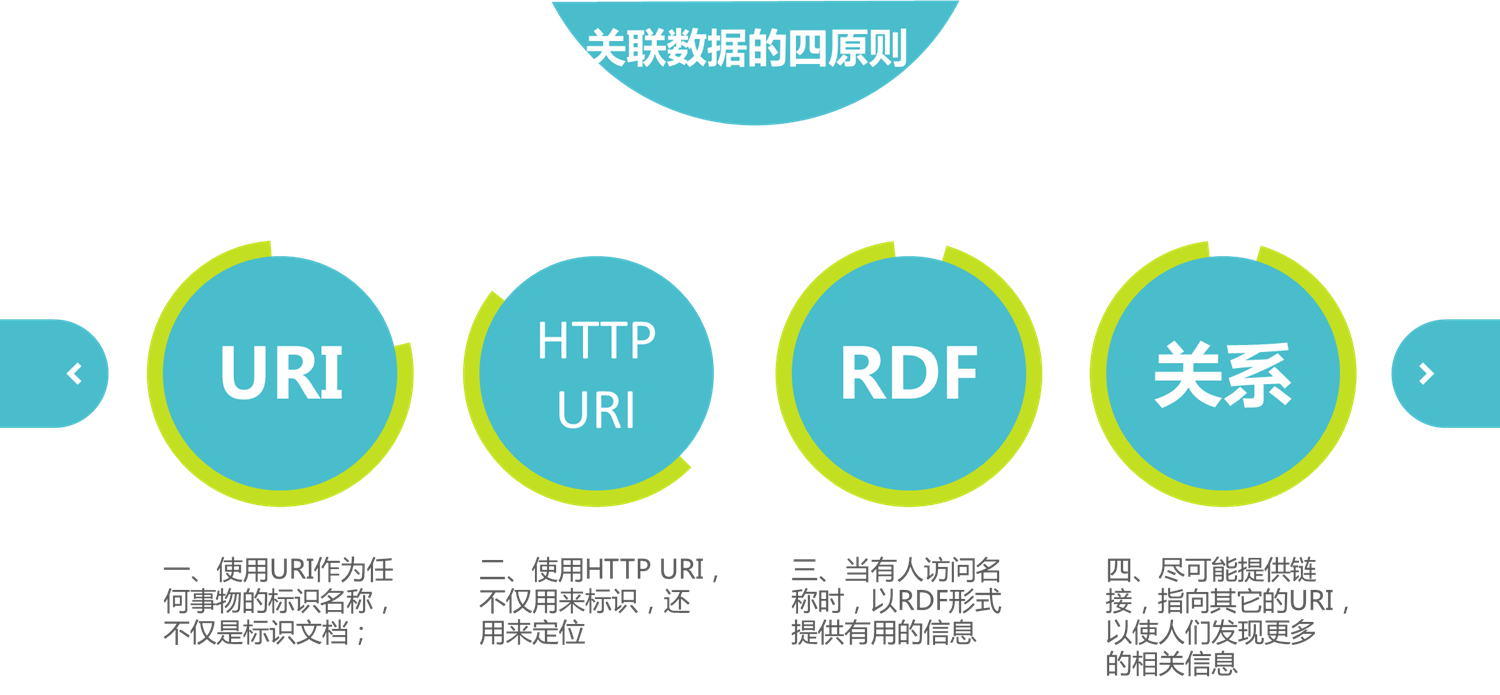 关联数据的四原则
URI
HTTP
URI
RDF
关系
一、使用URI作为任
何事物的标识名称，
不仅是标识文档；
二、使用HTTP URI，
不仅用来标识，还
用来定位
三、当有人访问名
称时，以RDF形式
提供有用的信息
四、尽可能提供链
接，指向其它的URI，
以使人们发现更多
的相关信息